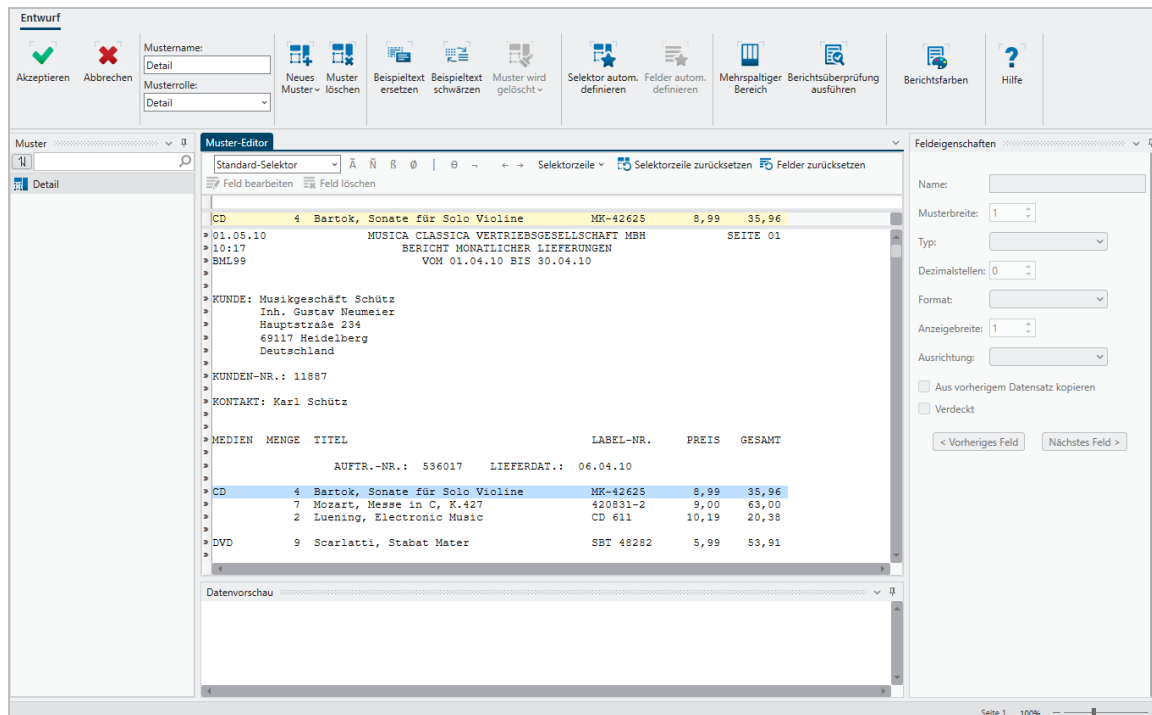 Entwurf
Akzeptieren
Abbrechen
Mustername:
Detail
Musterrolle:
Detail
Neues
Muster
Muster
löschen
Beispieltext
ersetzen
Beispieltext
schwärzen
Muster wird
gelöscht
Selektor autom.
definieren
Felder autom.
definieren
Mehrspaltiger
Bereich
Berichtsüberprüfung
ausführen
Berichtsfarben
Hilfe
Muster
Detail
Muster-Editor
Standard-Selektor Ã Ñ ß Ø | θ ¬ ← → Selektorzeile Selektorzeile zurücksetzen Felder zurücksetzen
Feld bearbeiten Feld löschen
CD 4 Bartok, Sonate für Solo Violine MK-42625 8,99 35,96
01.05.10 MUSICA CLASSICA VERTRIEBSGESELLSCHAFT MBH SEITE 01
10:17 BERICHT MONATLICHER LIEFERUNGEN
BML99 VOM 01.04.10 BIS 30.04.10
KUNDE: Musikgeschäft Schütz
Inh. Gustav Neumeier
Hauptstraße 234
69117 Heidelberg
Deutschland
KUNDEN-NR.: 11887
KONTAKT: Karl Schütz
MEDIEN MENGE TITEL LABEL-NR. PREIS GESAMT
AUFTR.-NR.: 536017 LIEFERDAT.: 06.04.10
CD 4 Bartok, Sonate für Solo Violine MK-42625 8,99 35,96
7 Mozart, Messe in C, K.427 420831-2 9,00 63,00
2 Luening, Electronic Music CD 611 10,19 20,38
DVD 9 Scarlatti, Stabat Mater SBT 48282 5,99 53,91
Datenvorschau
Feldeigenschaften
Name:
Musterbreite: 1
Typ:
Dezimalstellen: 0
Format:
Anzeigebreite: 1
Ausrichtung:
Aus vorherigem Datensatz kopieren
Verdeckt
< Vorheriges Feld Nächstes Feld >
Seite 1 100%